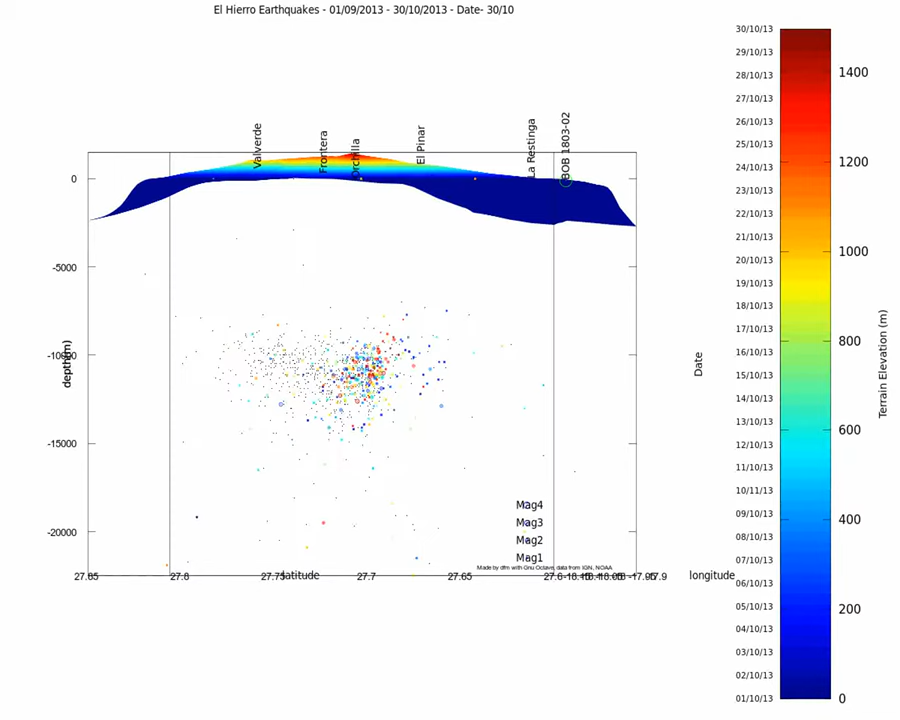 El Hierro Earthquakes - 01/09/2013 - 30/10/2013 - Date- 30/10
Valverde
Frontera
Orchilla
El Pinar
La Restinga
BOB 1803-02
0
-5000
-10000
-15000
-20000
depth(m)
Mag4
Mag3
Mag2
Mag1
Made by dfm with Gnu Octave, data from IGN, NOAA
27.85
27.8
27.75
latitude
27.7
27.65
27.6
longitude
Date
30/10/13
29/10/13
28/10/13
27/10/13
26/10/13
25/10/13
24/10/13
23/10/13
22/10/13
21/10/13
20/10/13
19/10/13
18/10/13
17/10/13
16/10/13
15/10/13
14/10/13
13/10/13
12/10/13
11/10/13
10/11/13
09/10/13
08/10/13
07/10/13
06/10/13
05/10/13
04/10/13
03/10/13
02/10/13
01/10/13
1400
1200
1000
800
600
400
200
0
Terrain Elevation (m)